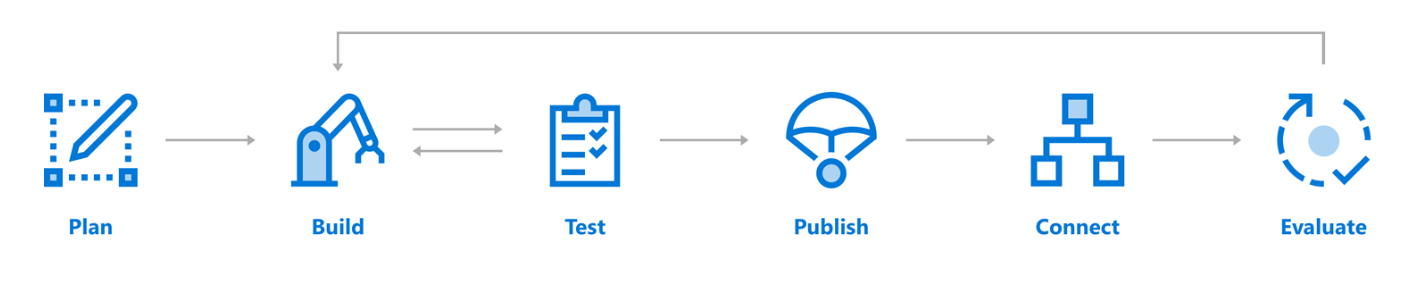 Plan
Build
Test
Publish
Connect
Evaluate